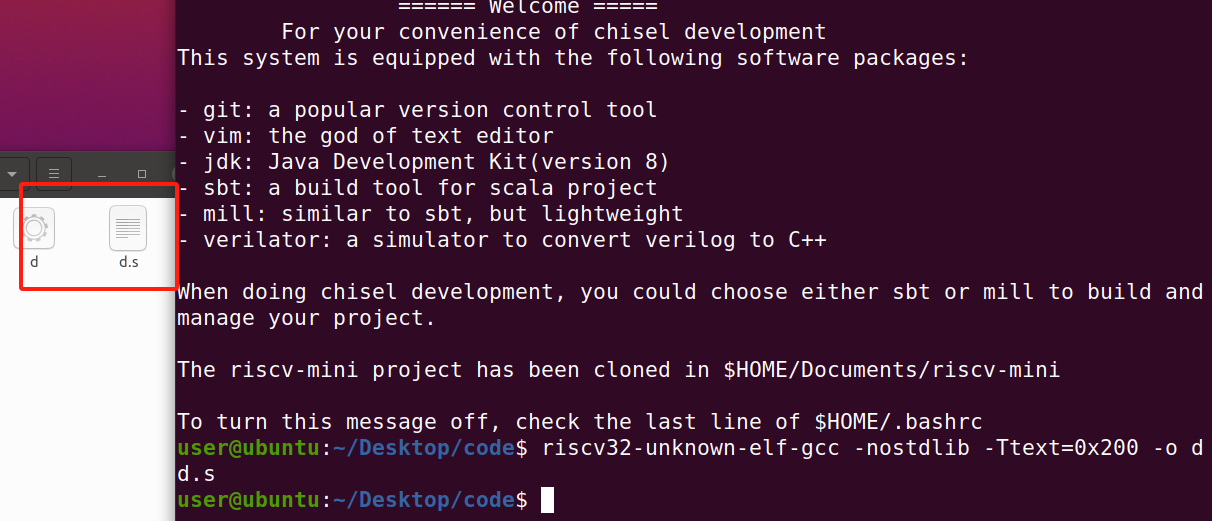 ====== Welcome =====
For your convenience of chisel development
This system is equipped with the following software packages:
- git: a popular version control tool
- vim: the god of text editor
- jdk: Java Development Kit(version 8)
- sbt: a build tool for scala project
- mill: similar to sbt, but lightweight
- verilator: a simulator to convert verilog to C++
When doing chisel development, you could choose either sbt or mill to build and
manage your project.
The riscv-mini project has been cloned in $HOME/Documents/riscv-mini
To turn this message off, check the last line of $HOME/.bashrc
user@ubuntu:~/Desktop/code$ riscv32-unknown-elf-gcc -nostdlib -Ttext=0x200 -o d
d.s
user@ubuntu:~/Desktop/code$
d
d.s